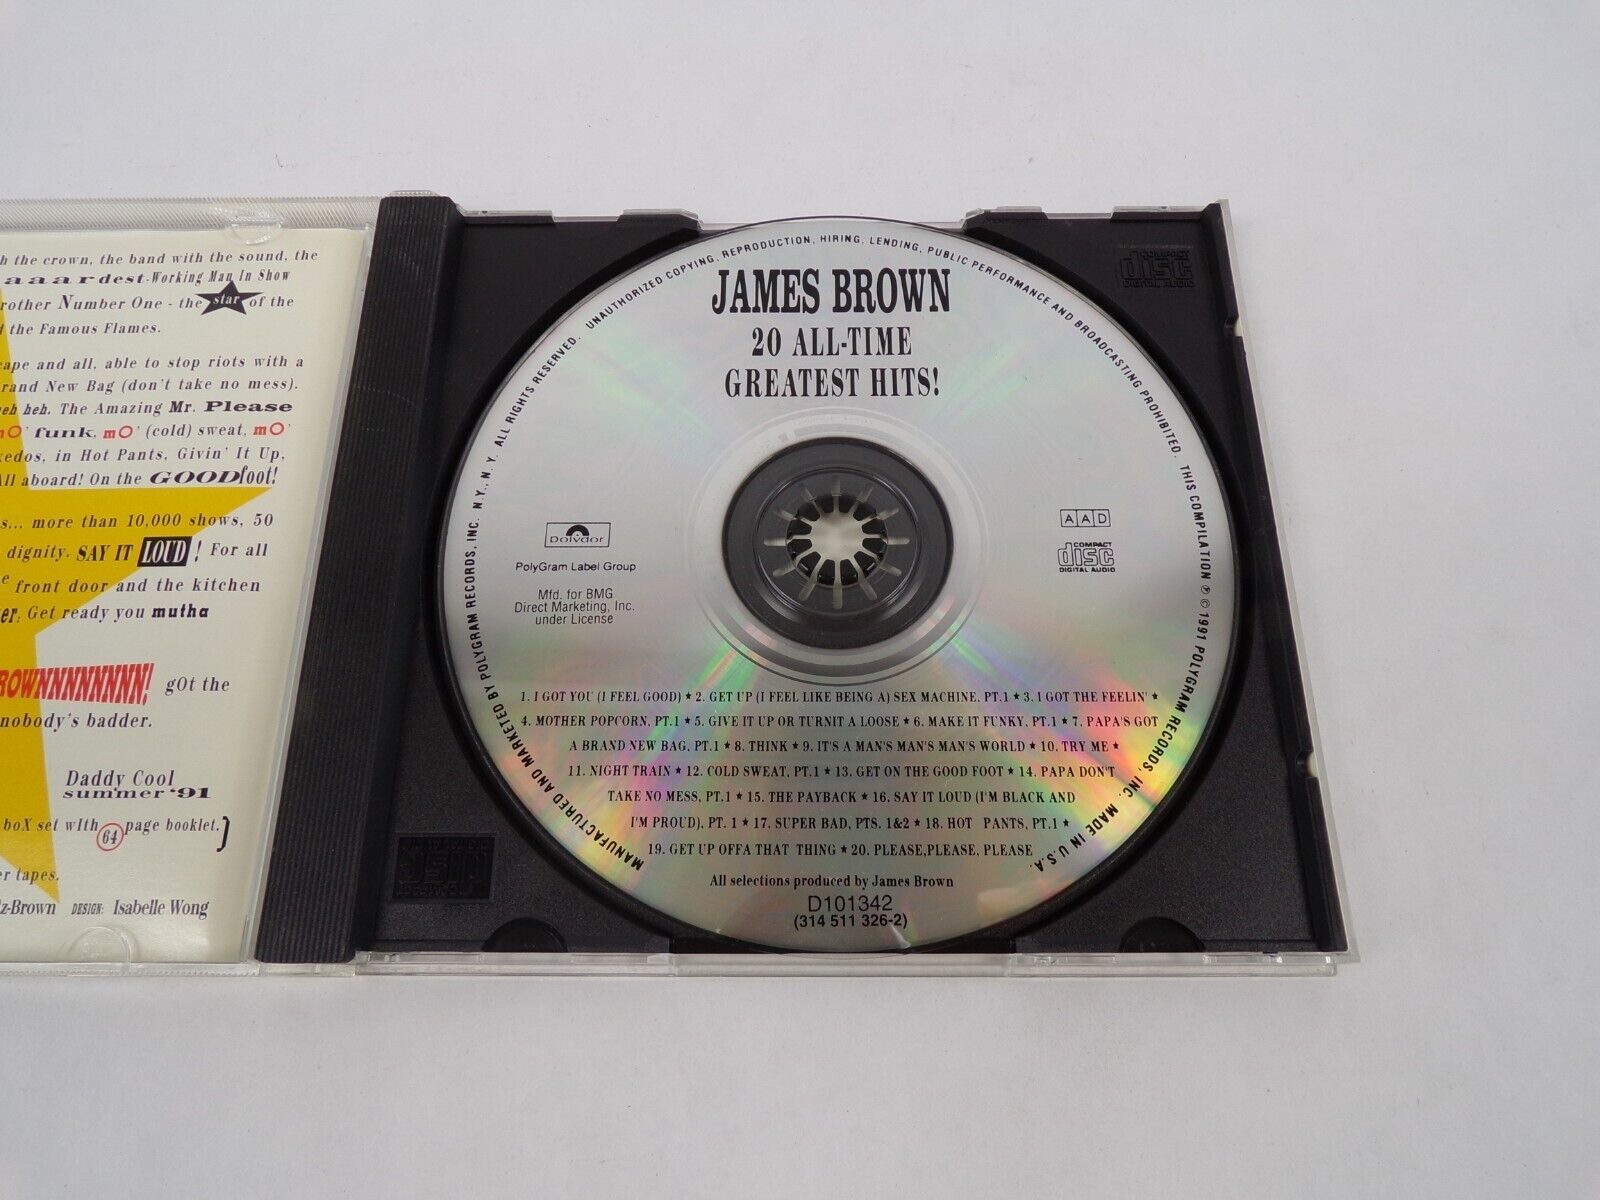 h the crown, the band with the sound, the
aaaardest-Working Man In Show
rother Number One - the star of the
d the Famous Flames.
cape and all, able to stop riots with a
rand New Bag (don't take no mess).
heh heh. The Amazing Mr. Please
mO' funk, mO' (cold) sweat, mO'
xedos, in Hot Pants, Givin' It Up,
All aboard! On the GOODfoot!
s... more than 10,000 shows, 50
dignity. SAY IT LOUD! For all
e front door and the kitchen
er: Get ready you mutha
ROWNNNNNNNN! gOt the
nobody's badder.
Daddy Cool
summer '91
boX set wIth 64 page booklet.]
er tapes.
z-Brown DESIGN: Isabelle Wong
UNAUTHORIZED COPYING, REPRODUCTION, HIRING, LENDING, PUBLIC PERFORMANCE AND BROADCASTING PROHIBITED. THIS COMPILATION ℗ © 1991 POLYGRAM RECORDS, INC. MADE IN U.S.A.
MANUFACTURED AND MARKETED BY POLYGRAM RECORDS, INC. N.Y., N.Y. ALL RIGHTS RESERVED.
JAMES BROWN
20 ALL-TIME
GREATEST HITS!
Polydor
PolyGram Label Group
Mfd. for BMG
Direct Marketing, Inc.
under License
AAD
COMPACT
disc
DIGITAL AUDIO
1. I GOT YOU (I FEEL GOOD) ★ 2. GET UP (I FEEL LIKE BEING A) SEX MACHINE, PT.1 ★ 3. I GOT THE FEELIN' ★
4. MOTHER POPCORN, PT.1 ★ 5. GIVE IT UP OR TURNIT A LOOSE ★ 6. MAKE IT FUNKY, PT.1 ★ 7. PAPA'S GOT
A BRAND NEW BAG, PT.1 ★ 8. THINK ★ 9. IT'S A MAN'S MAN'S MAN'S WORLD ★ 10. TRY ME ★
11. NIGHT TRAIN ★ 12. COLD SWEAT, PT.1 ★ 13. GET ON THE GOOD FOOT ★ 14. PAPA DON'T
TAKE NO MESS, PT.1 ★ 15. THE PAYBACK ★ 16. SAY IT LOUD (I'M BLACK AND
I'M PROUD), PT. 1 ★ 17. SUPER BAD, PTS. 1&2 ★ 18. HOT PANTS, PT.1 ★
19. GET UP OFFA THAT THING ★ 20. PLEASE,PLEASE, PLEASE
All selections produced by James Brown
D101342
(314 511 326-2)
COMPACT
disc
DIGITAL AUDIO